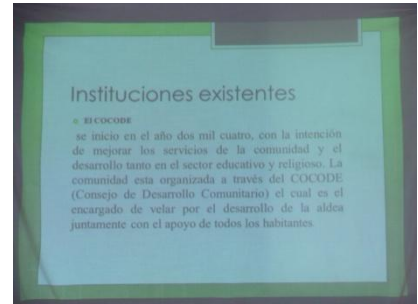 Instituciones existentes
El COCODE
se inicio en el año dos mil cuatro, con la intención
de mejorar los servicios de la comunidad y el
desarrollo tanto en el sector educativo y religioso. La
comunidad esta organizada a través del COCODE
(Consejo de Desarrollo Comunitario) el cual es el
encargado de velar por el desarrollo de la aldea
juntamente con el apoyo de todos los habitantes